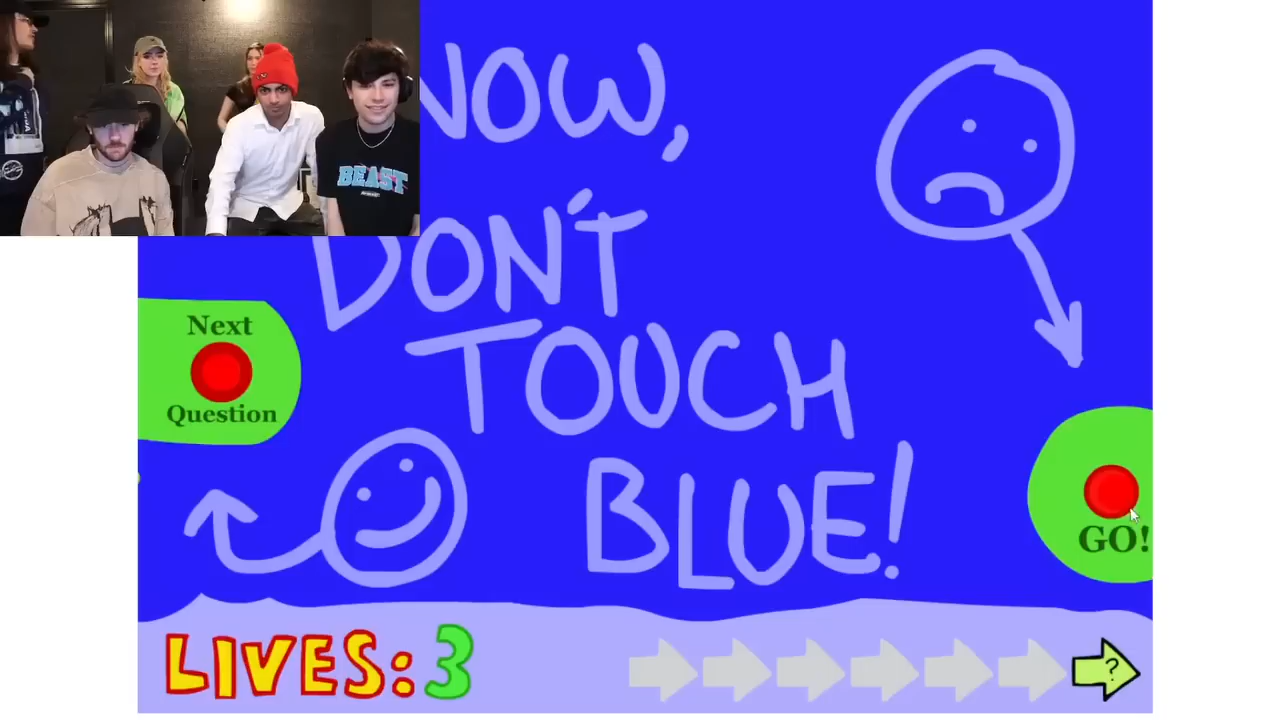 NOW,
DON'T
TOUCH
BLUE!
Next
Question
GO!
LIVES: 3
?
BEAST